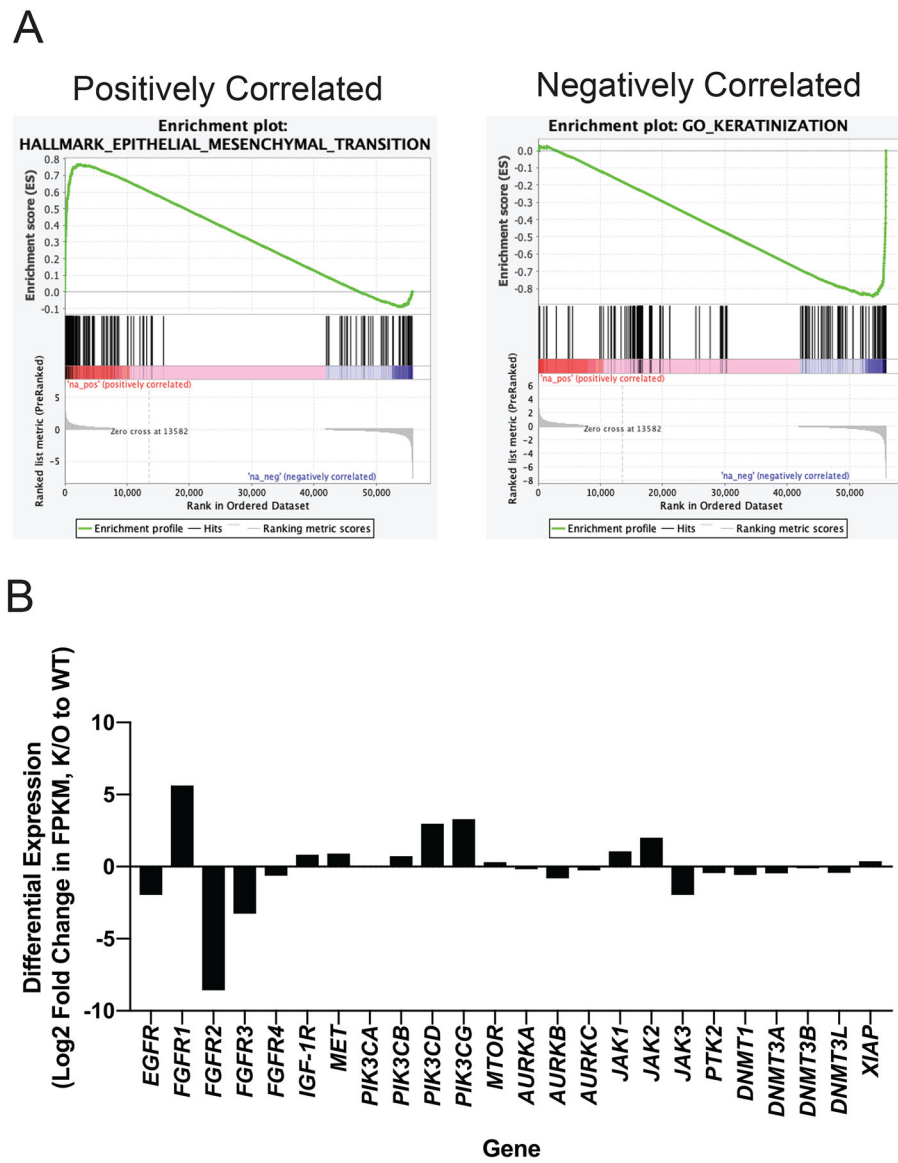 A
Positively Correlated
Negatively Correlated
Enrichment plot:
HALLMARK_EPITHELIAL_MESENCHYMAL_TRANSITION
Enrichment score (ES)
0.8
0.7
0.6
0.5
0.4
0.3
0.2
0.1
0.0
-0.1
'na_pos' (positively correlated)
Ranked list metric (PreRanked)
5
0
-5
Zero cross at 13582
'na_neg' (negatively correlated)
0 10,000 20,000 30,000 40,000 50,000
Rank in Ordered Dataset
Enrichment profile Hits Ranking metric scores
Enrichment plot: GO_KERATINIZATION
Enrichment score (ES)
0.0
-0.1
-0.2
-0.3
-0.4
-0.5
-0.6
-0.7
-0.8
'na_pos' (positively correlated)
Ranked list metric (PreRanked)
6
4
2
0
-2
-4
-6
-8
Zero cross at 13582
'na_neg' (negatively correlated)
0 10,000 20,000 30,000 40,000 50,000
Rank in Ordered Dataset
Enrichment profile Hits Ranking metric scores
B
Differential Expression
(Log2 Fold Change in FPKM, K/O to WT)
10
5
0
-5
-10
EGFR
FGFR1
FGFR2
FGFR3
FGFR4
IGF-1R
MET
PIK3CA
PIK3CB
PIK3CD
PIK3CG
MTOR
AURKA
AURKB
AURKC
JAK1
JAK2
JAK3
PTK2
DNMT1
DNMT3A
DNMT3B
DNMT3L
XIAP
Gene